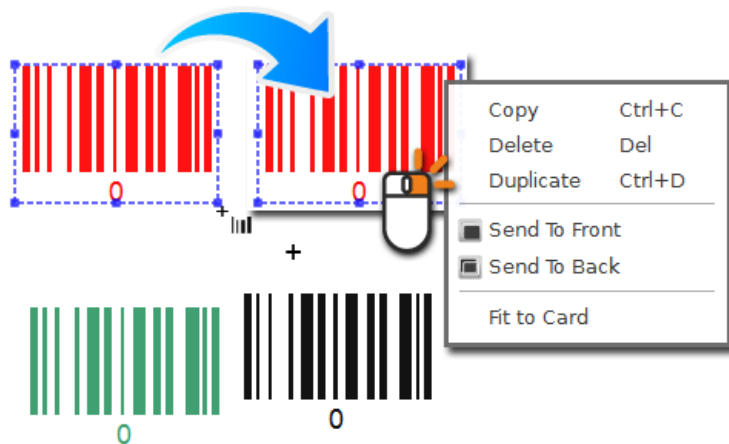 0
0
Copy Ctrl+C
Delete Del
Duplicate Ctrl+D
Send To Front
Send To Back
Fit to Card
0
0